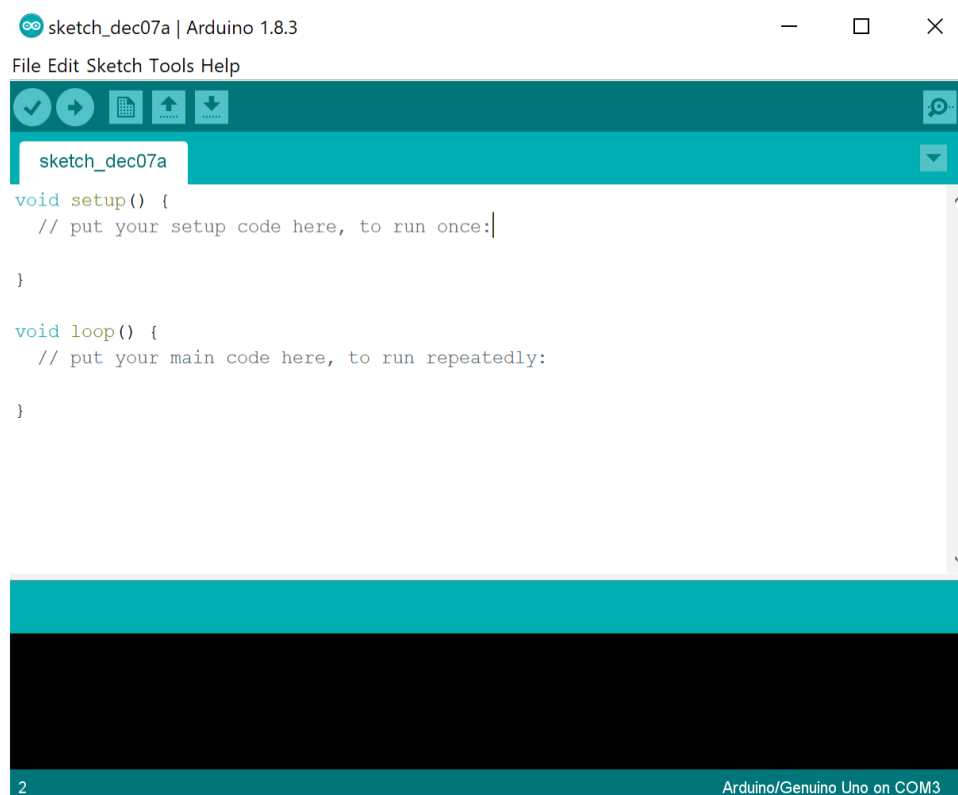 sketch_dec07a | Arduino 1.8.3
File Edit Sketch Tools Help
sketch_dec07a
void setup() {
  // put your setup code here, to run once:
}
void loop() {
  // put your main code here, to run repeatedly:
}
2
Arduino/Genuino Uno on COM3